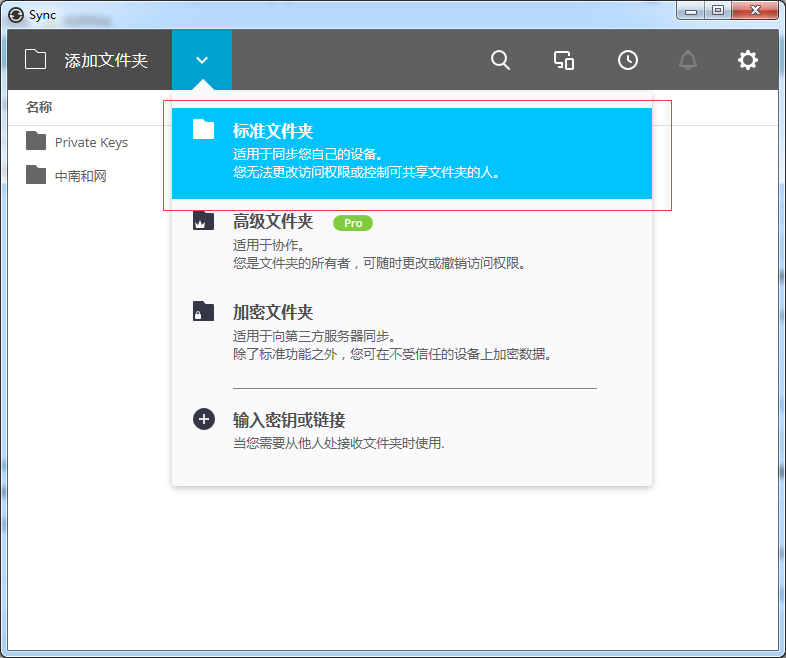 Sync
添加文件夹
名称
Private Keys
中南和网
标准文件夹
适用于同步您自己的设备。
您无法更改访问权限或控制可共享文件夹的人。
高级文件夹 Pro
适用于协作。
您是文件夹的所有者，可随时更改或撤销访问权限。
加密文件夹
适用于向第三方服务器同步。
除了标准功能之外，您可在不受信任的设备上加密数据。
输入密钥或链接
当您需要从他人处接收文件夹时使用.